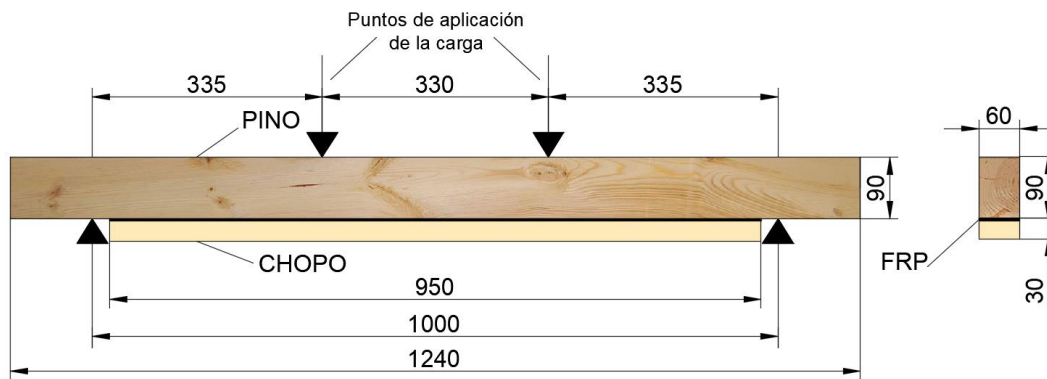 Puntos de aplicación
de la carga
335
330
335
PINO
60
90
90
FRP
30
CHOPO
950
1000
1240